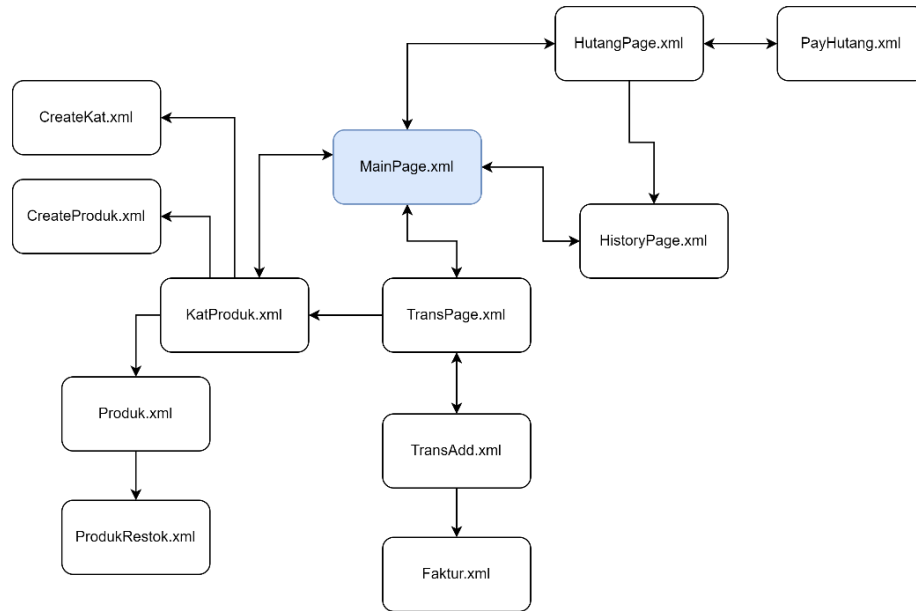 HutangPage.xml
PayHutang.xml
CreateKat.xml
MainPage.xml
CreateProduk.xml
HistoryPage.xml
KatProduk.xml
TransPage.xml
Produk.xml
TransAdd.xml
ProdukRestok.xml
Faktur.xml